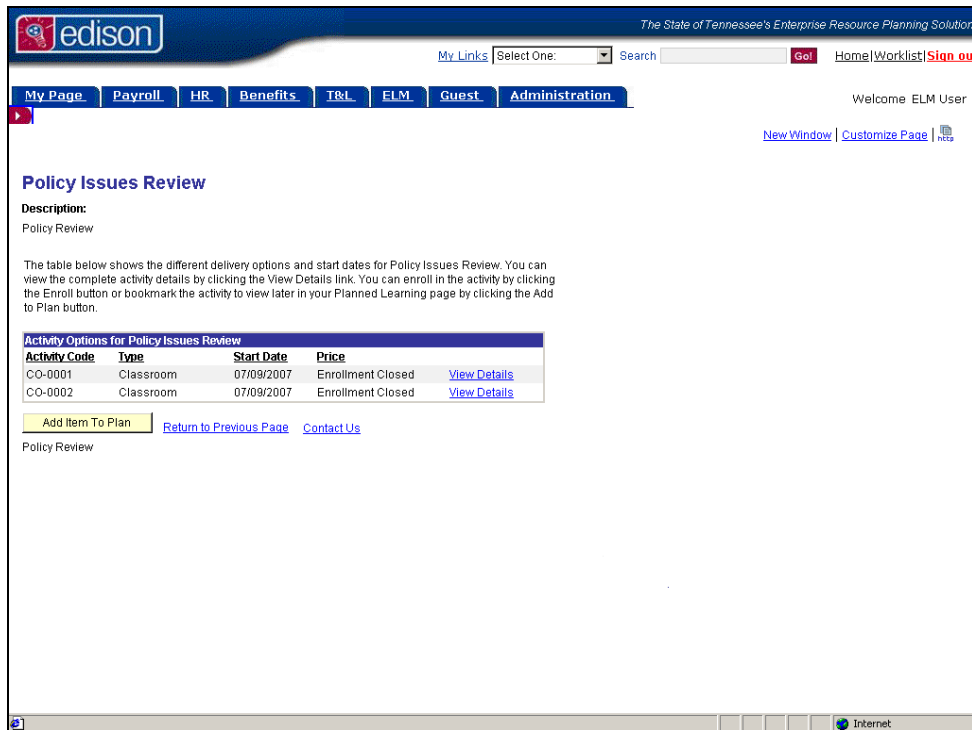 edison
The State of Tennessee's Enterprise Resource Planning Solution
My Links Select One: Search Go! Home|Worklist|Sign ou
My Page Payroll HR Benefits T&L ELM Guest Administration
Welcome ELM User
New Window | Customize Page |
http
Policy Issues Review
Description:
Policy Review
The table below shows the different delivery options and start dates for Policy Issues Review. You can
view the complete activity details by clicking the View Details link. You can enroll in the activity by clicking
the Enroll button or bookmark the activity to view later in your Planned Learning page by clicking the Add
to Plan button.
Activity Options for Policy Issues Review
Activity Code Type Start Date Price
CO-0001 Classroom 07/09/2007 Enrollment Closed View Details
CO-0002 Classroom 07/09/2007 Enrollment Closed View Details
Add Item To Plan Return to Previous Page Contact Us
Policy Review
Internet